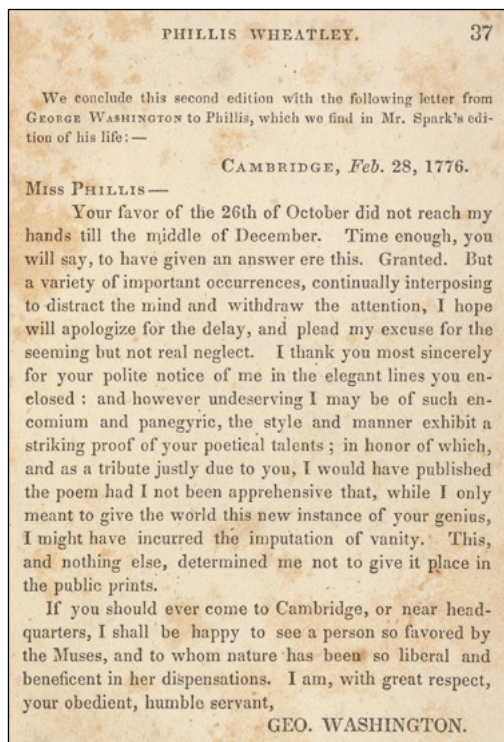 PHILLIS WHEATLEY. 37
We conclude this second edition with the following letter from
GEORGE WASHINGTON to Phillis, which we find in Mr. Spark's edi-
tion of his life: —
CAMBRIDGE, Feb. 28, 1776.
MISS PHILLIS —
Your favor of the 26th of October did not reach my
hands till the middle of December. Time enough, you
will say, to have given an answer ere this. Granted. But
a variety of important occurrences, continually interposing
to distract the mind and withdraw the attention, I hope
will apologize for the delay, and plead my excuse for the
seeming but not real neglect. I thank you most sincerely
for your polite notice of me in the elegant lines you en-
closed : and however undeserving I may be of such en-
comium and panegyric, the style and manner exhibit a
striking proof of your poetical talents ; in honor of which,
and as a tribute justly due to you, I would have published
the poem had I not been apprehensive that, while I only
meant to give the world this new instance of your genius,
I might have incurred the imputation of vanity. This,
and nothing else, determined me not to give it place in
the public prints.
If you should ever come to Cambridge, or near head-
quarters, I shall be happy to see a person so favored by
the Muses, and to whom nature has been so liberal and
beneficent in her dispensations. I am, with great respect,
your obedient, humble servant,
GEO. WASHINGTON.